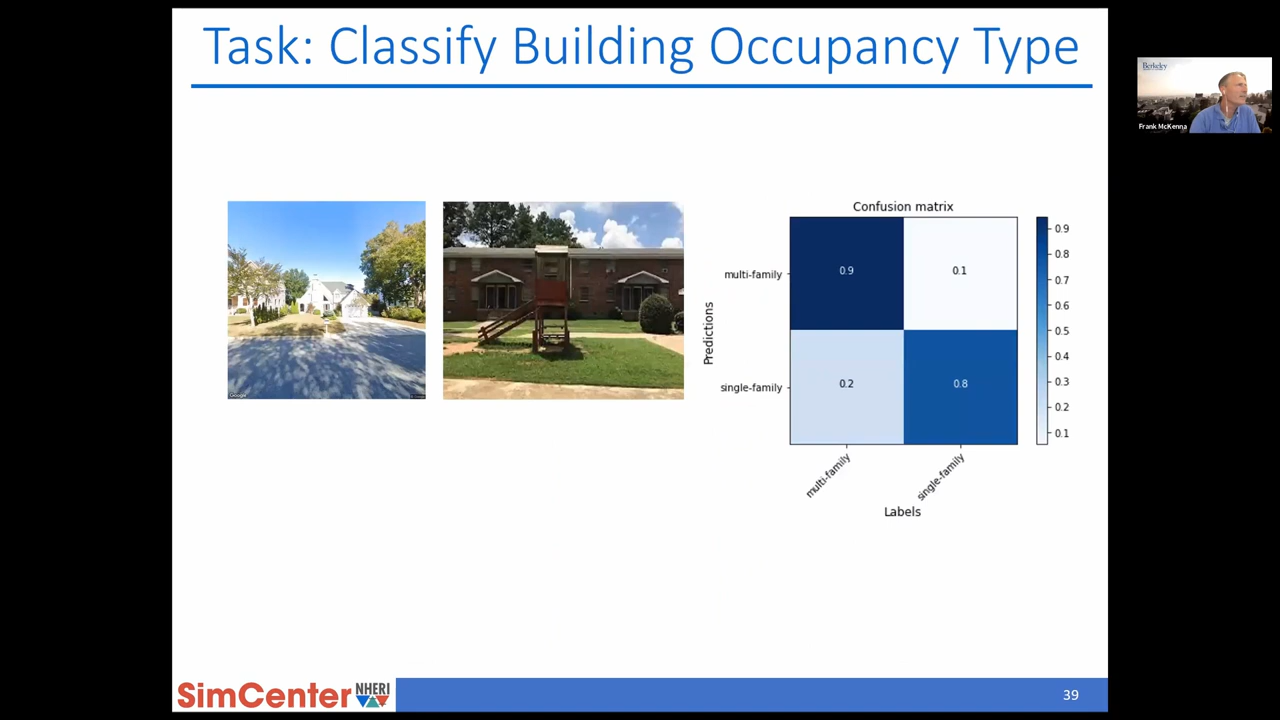 Task: Classify Building Occupancy Type
Berkeley
Frank McKenna
Google
Confusion matrix
multi-family
single-family
Predictions
0.9
0.1
0.2
0.8
multi-family
single-family
Labels
0.9
0.8
0.7
0.6
0.5
0.4
0.3
0.2
0.1
SimCenter
NHERI
39